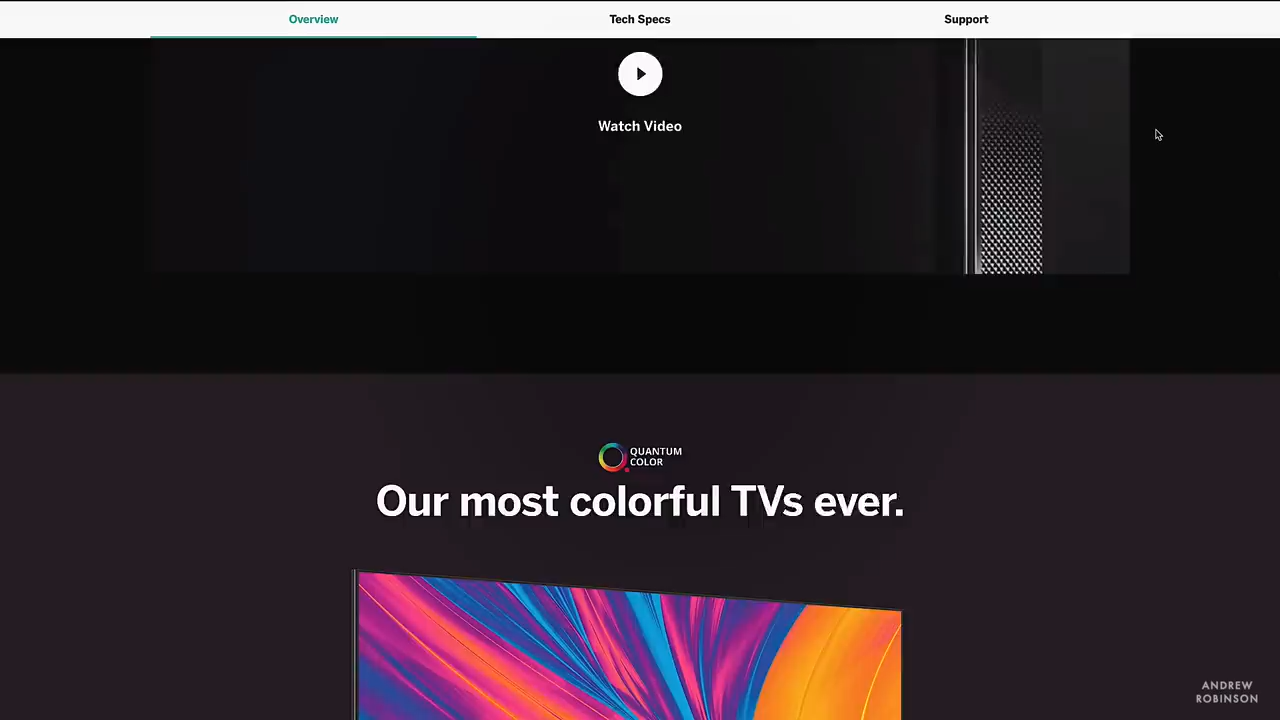 Overview
Tech Specs
Support
Watch Video
QUANTUM
COLOR
Our most colorful TVs ever.
ANDREW
ROBINSON